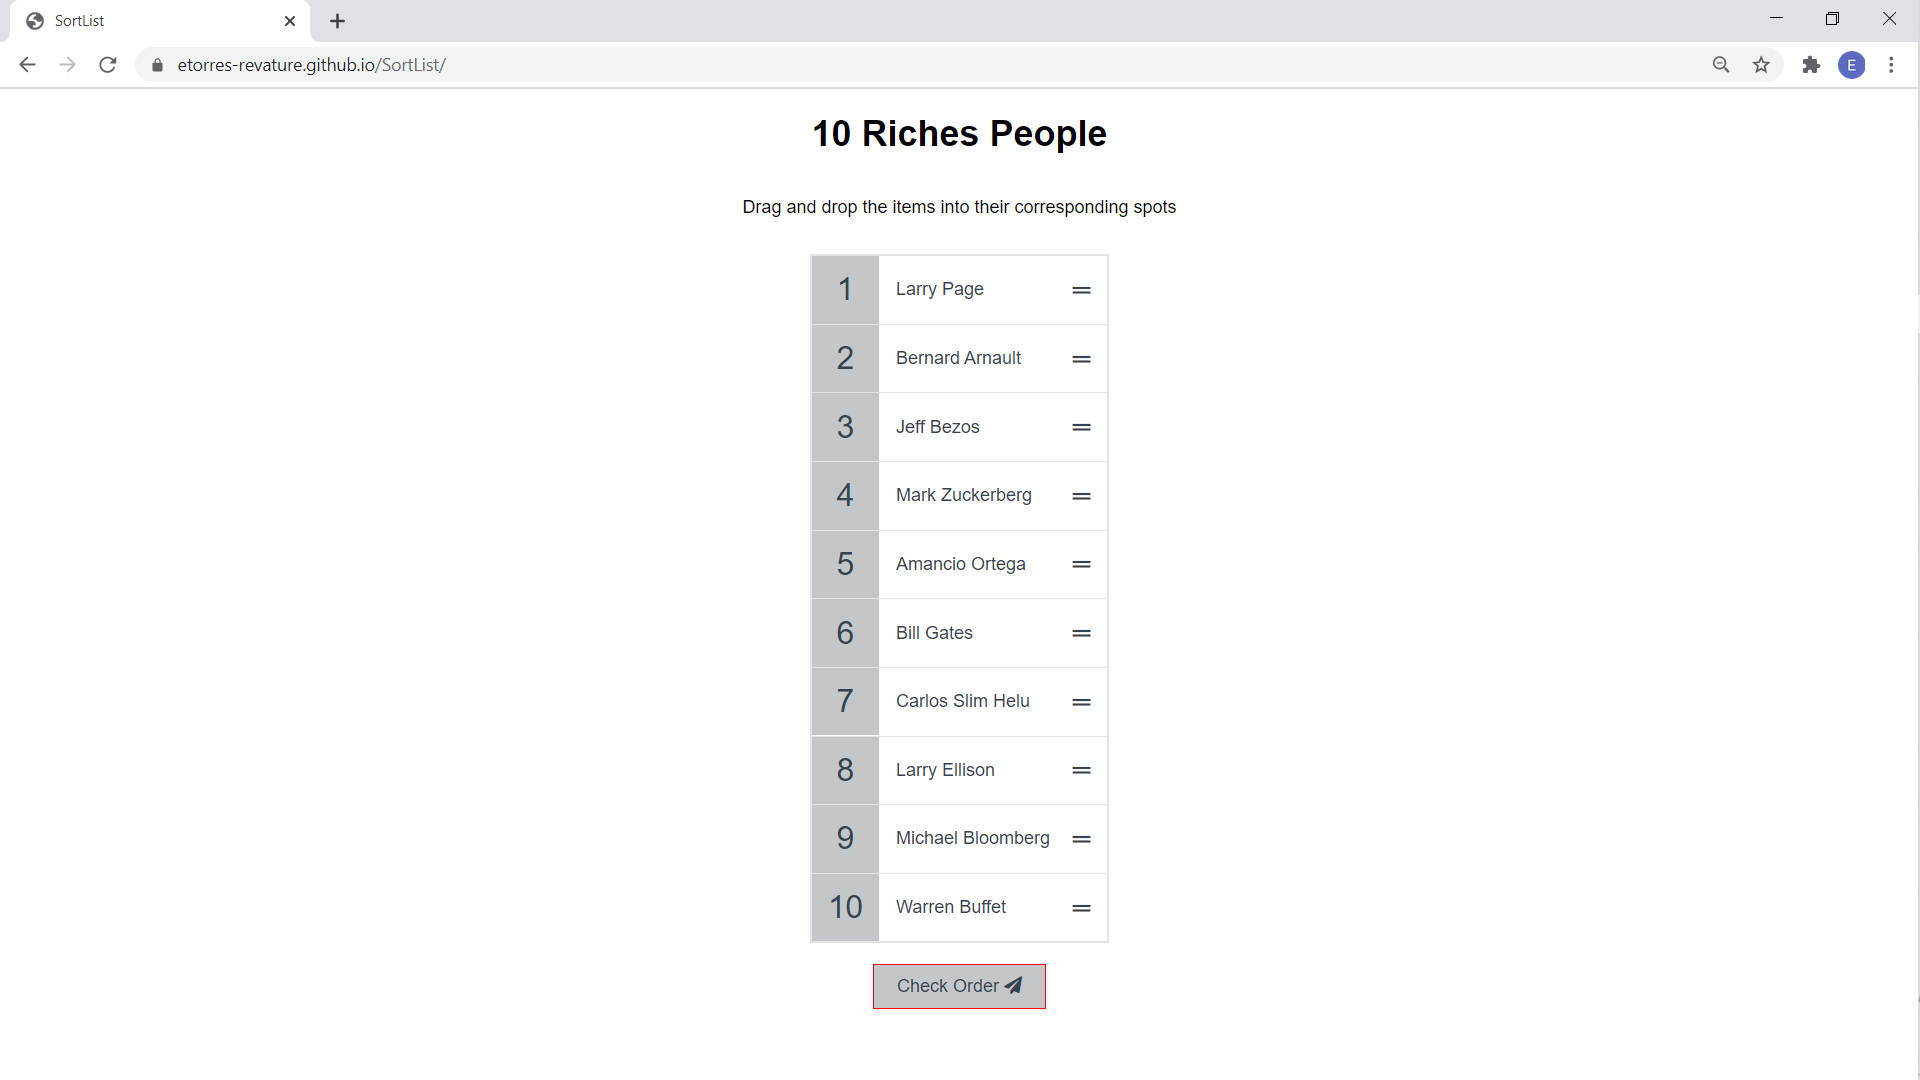 SortList
etorres-revature.github.io/SortList/
E
10 Riches People
Drag and drop the items into their corresponding spots
1 Larry Page
2 Bernard Arnault
3 Jeff Bezos
4 Mark Zuckerberg
5 Amancio Ortega
6 Bill Gates
7 Carlos Slim Helu
8 Larry Ellison
9 Michael Bloomberg
10 Warren Buffet
Check Order